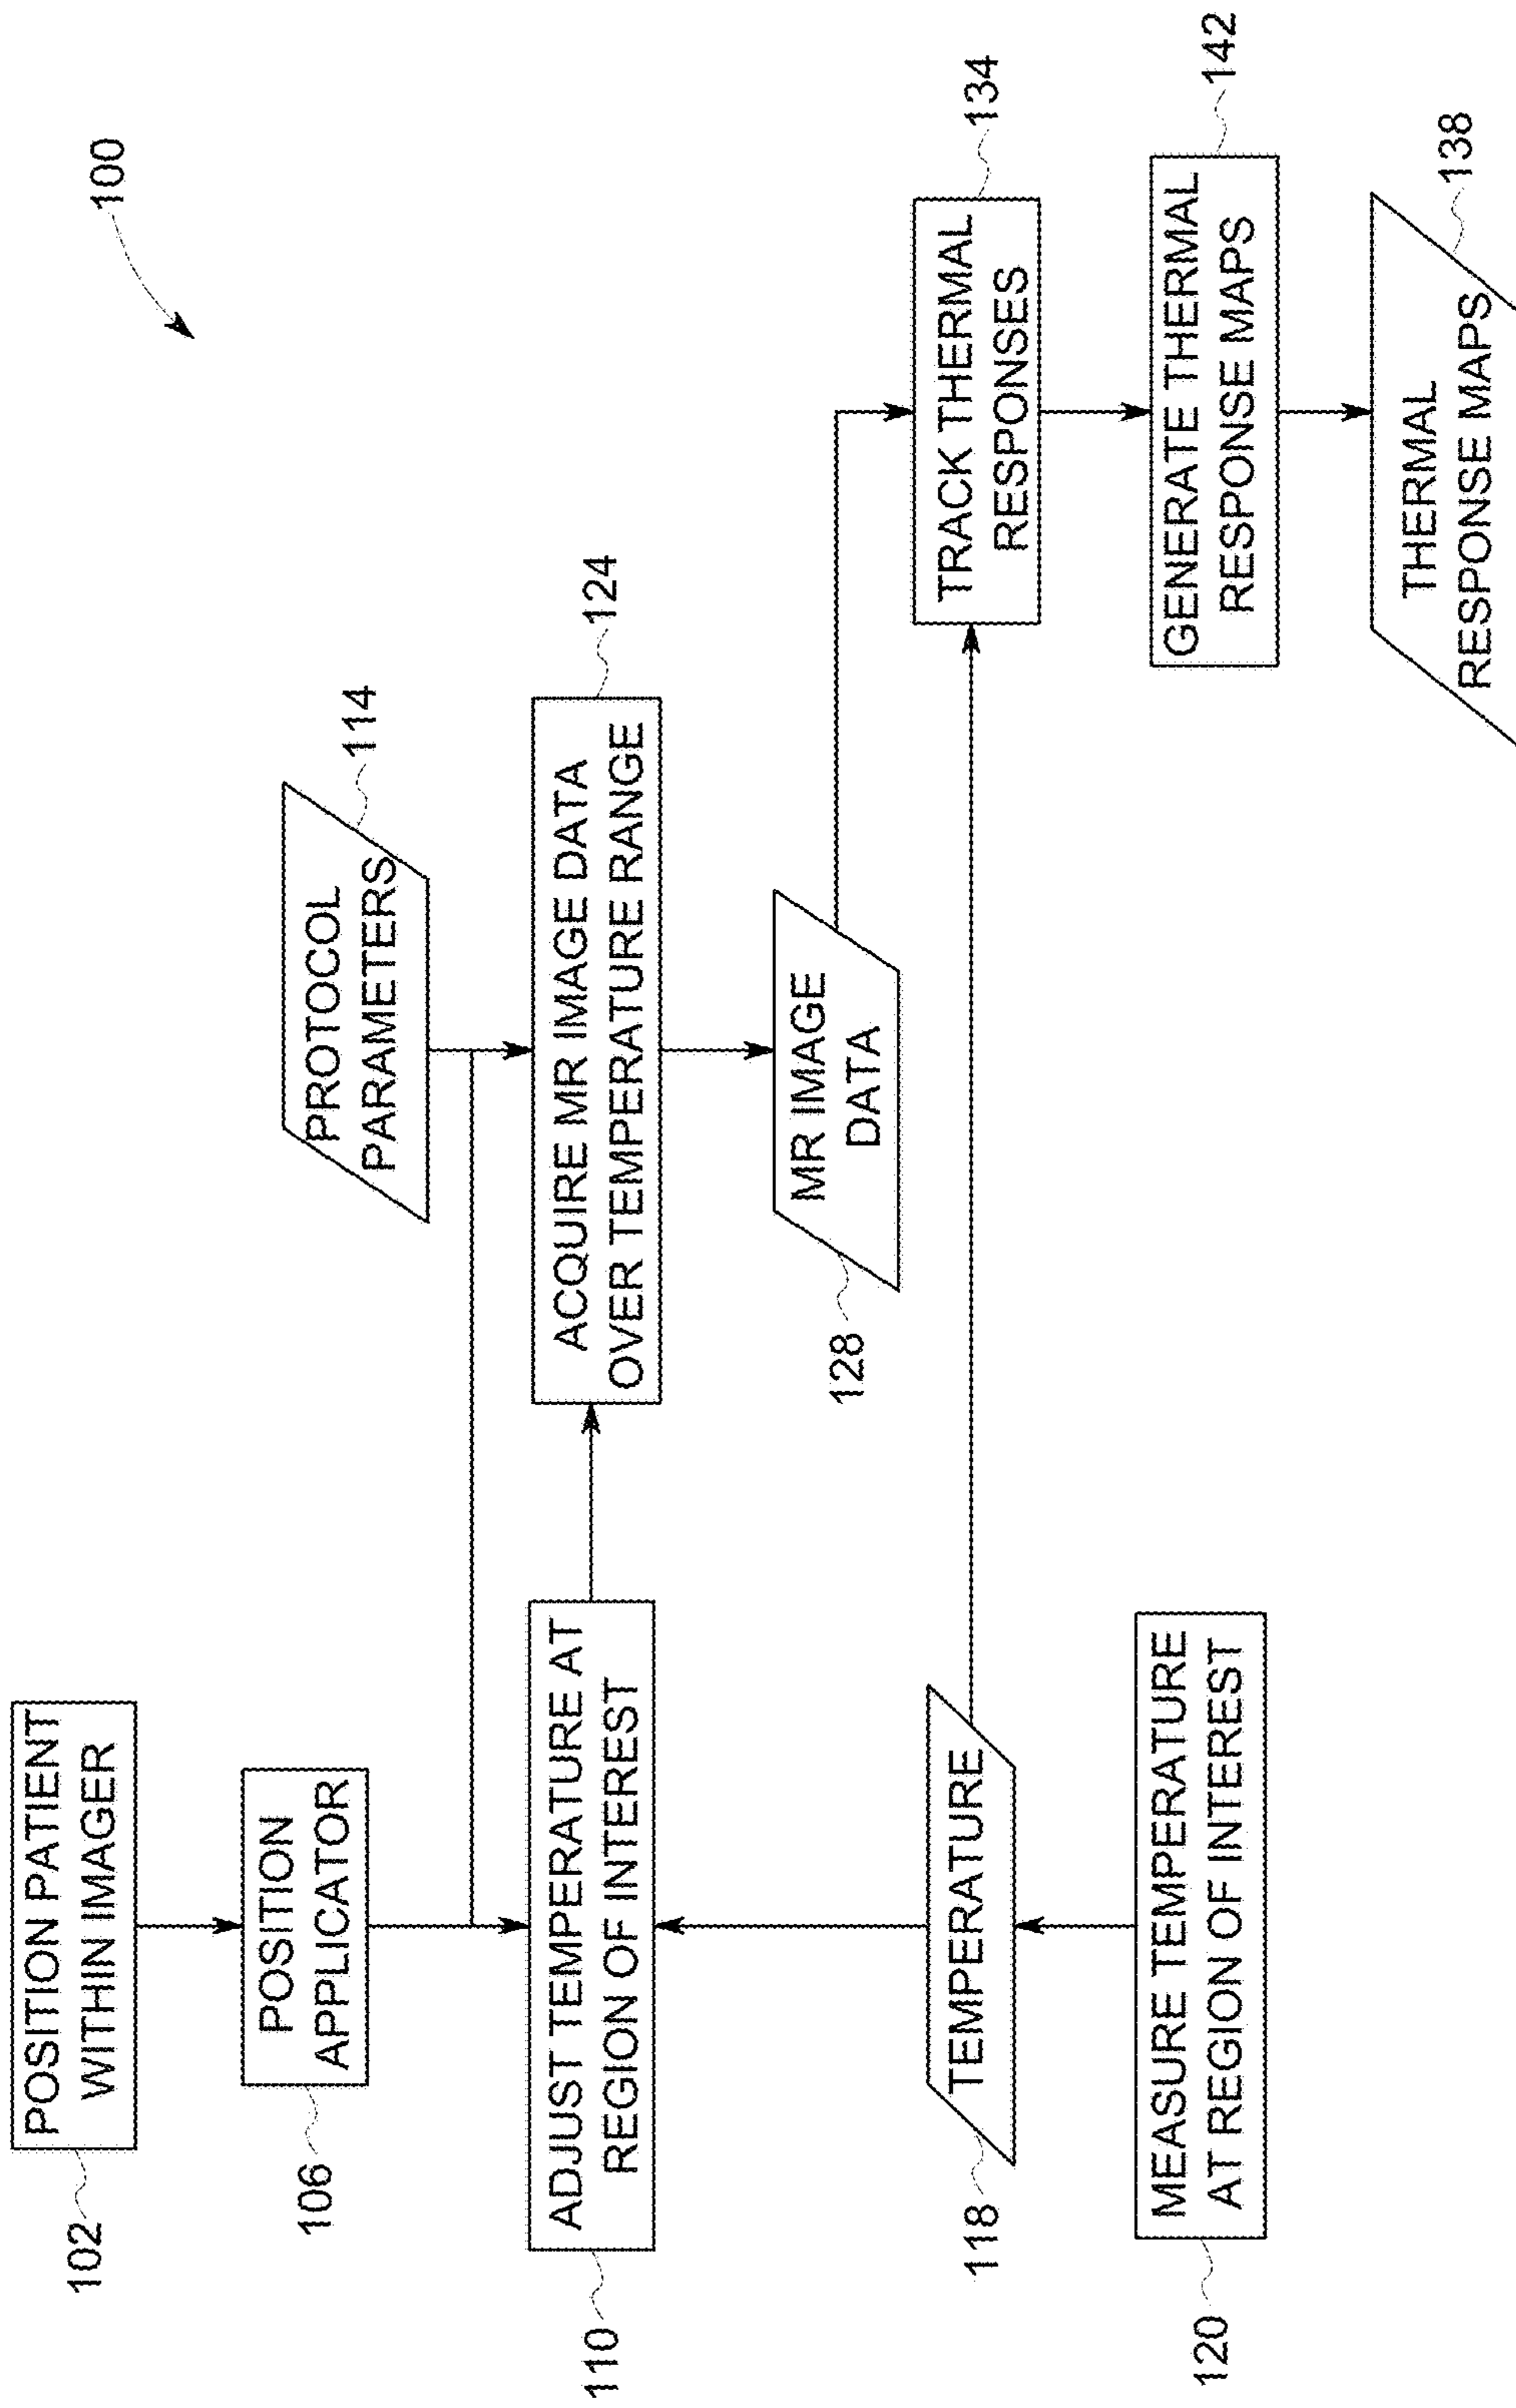 100
POSITION PATIENT
WITHIN IMAGER
102
POSITION
APPLICATOR
106
PROTOCOL
PARAMETERS
114
ADJUST TEMPERATURE AT
REGION OF INTEREST
110
ACQUIRE MR IMAGE DATA
OVER TEMPERATURE RANGE
124
MR IMAGE
DATA
128
TEMPERATURE
118
TRACK THERMAL
RESPONSES
134
MEASURE TEMPERATURE
AT REGION OF INTEREST
120
GENERATE THERMAL
RESPONSE MAPS
142
THERMAL
RESPONSE MAPS
138